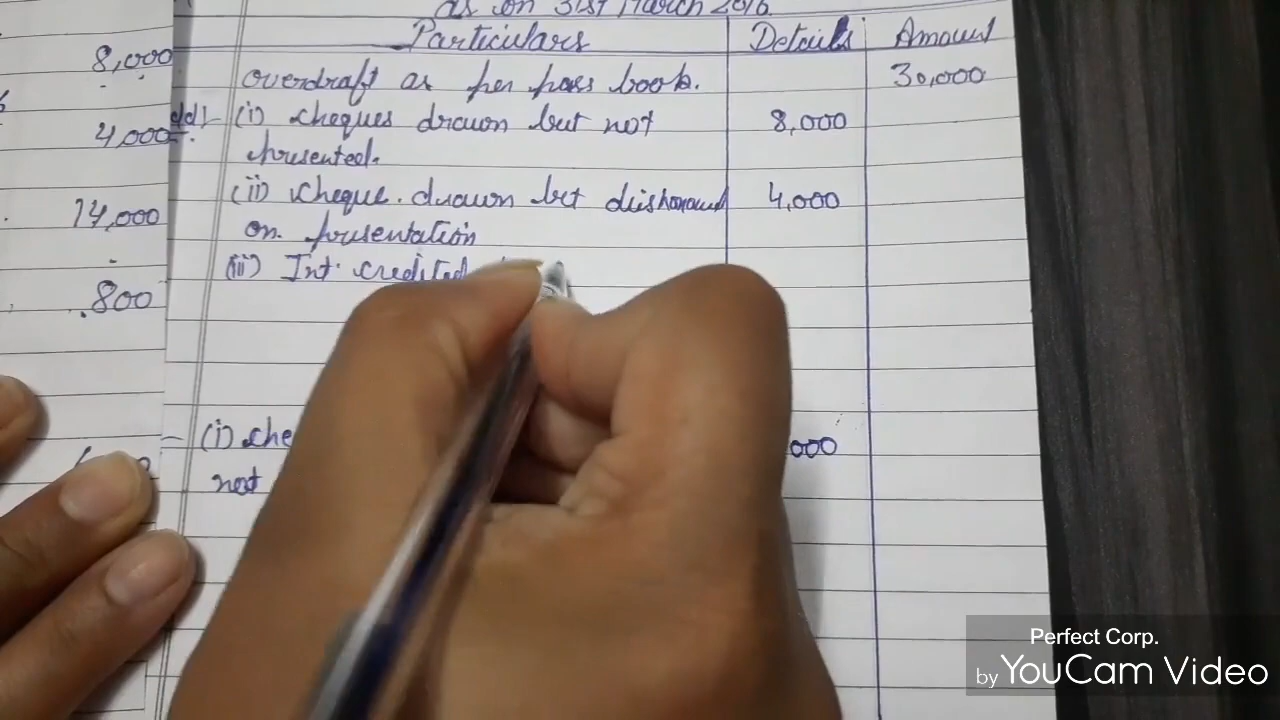 as on 31st March 2016
Particulars Details Amount
overdraft as per pass book. 30,000
8,000
add:- (i) cheques drawn but not 8,000
presented.
4,000
(ii) cheque. drawn but dishonoured 4,000
on presentation
14,000
(iii) Int. credited
800
(i) che 000
not
Perfect Corp.
by YouCam Video